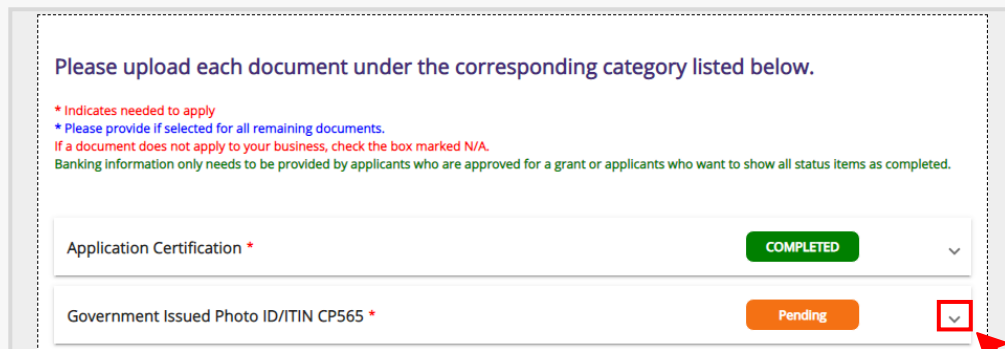 Please upload each document under the corresponding category listed below.
* Indicates needed to apply
* Please provide if selected for all remaining documents.
If a document does not apply to your business, check the box marked N/A.
Banking information only needs to be provided by applicants who are approved for a grant or applicants who want to show all status items as completed.
Application Certification * COMPLETED
Government Issued Photo ID/ITIN CP565 * Pending